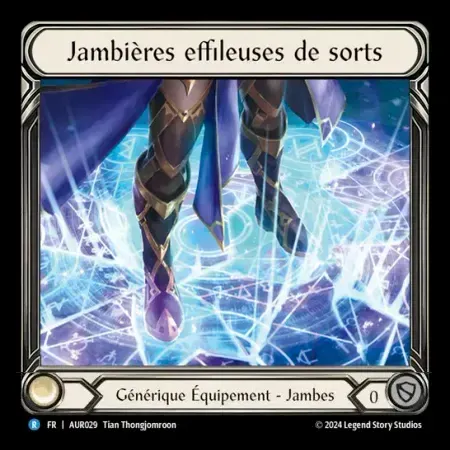 Jambières effileuses de sorts
Générique Équipement - Jambes
0
R FR | AUR029 Tian Thongjomroon © 2024 Legend Story Studios